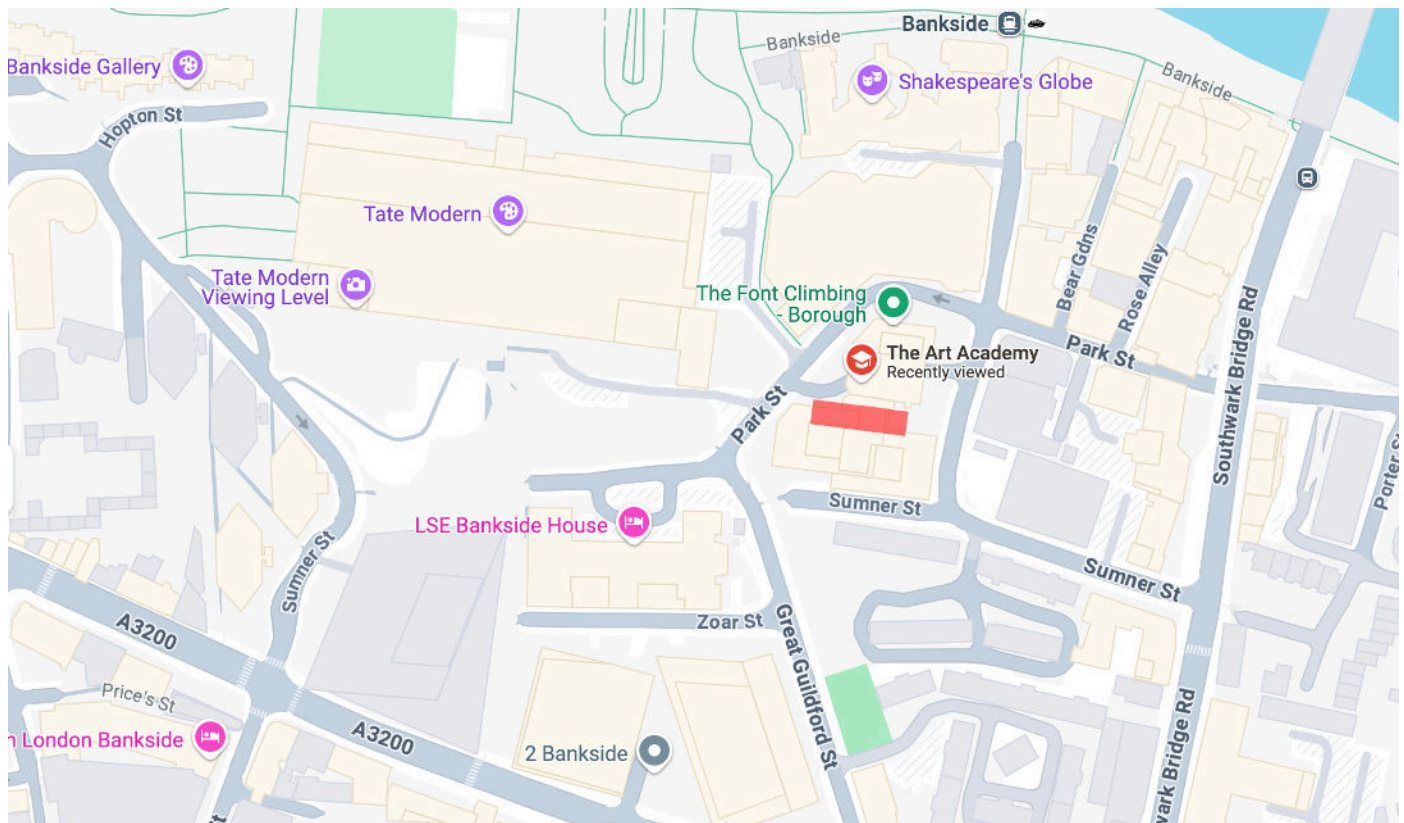 Bankside
Bankside
Bankside Gallery
Shakespeare's Globe
Bankside
Hopton St
Tate Modern
Tate Modern
Viewing Level
Bear Gdns
Rose Alley
The Font Climbing
- Borough
Park St
The Art Academy
Recently viewed
Southwark Bridge Rd
Park St
Porter St
Sumner St
LSE Bankside House
Sumner St
Sumner St
A3200
Zoar St
Great Guildford St
Price's St
n London Bankside
A3200
2 Bankside
wark Bridge Rd
St